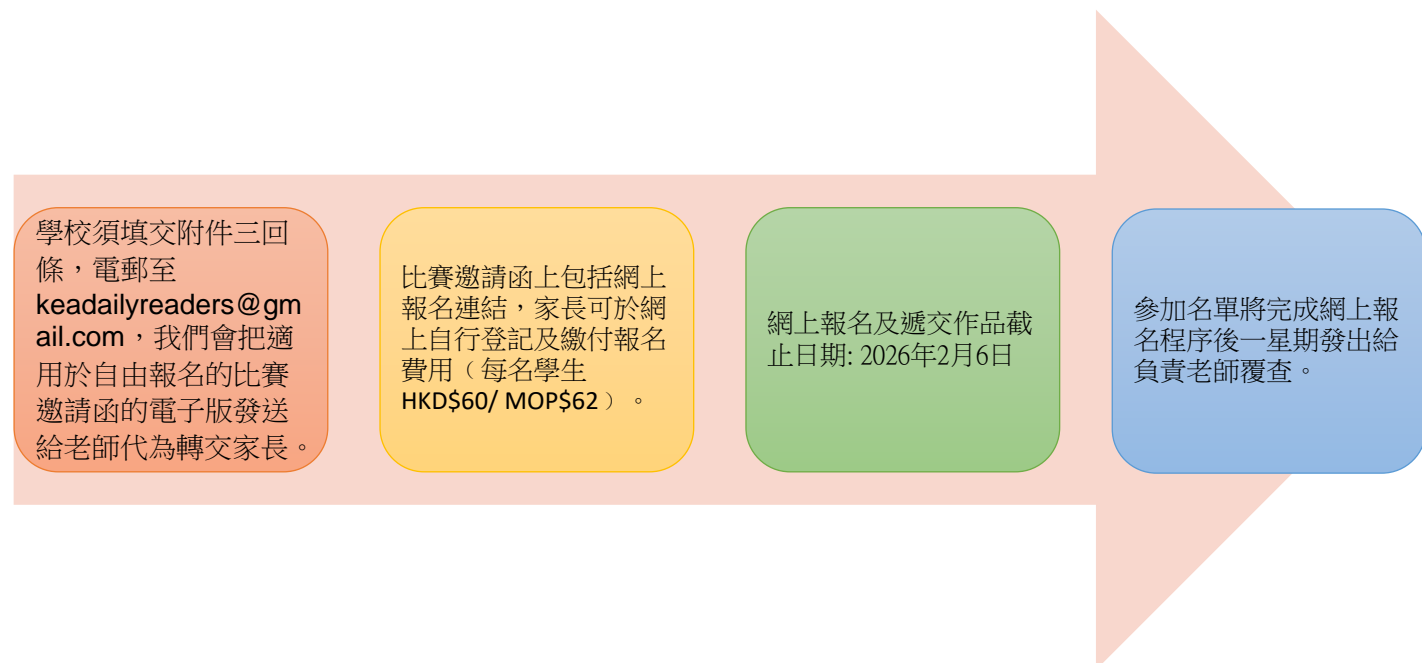 學校須填交附件三回
條，電郵至
keadailyreaders@gm
ail.com，我們會把適
用於自由報名的比賽
邀請函的電子版發送
給老師代為轉交家長。
比賽邀請函上包括網上
報名連結，家長可於網
上自行登記及繳付報名
費用（每名學生
HKD$60/ MOP$62）。
網上報名及遞交作品截
止日期: 2026年2月6日
參加名單將完成網上報
名程序後一星期發出給
負責老師覆查。